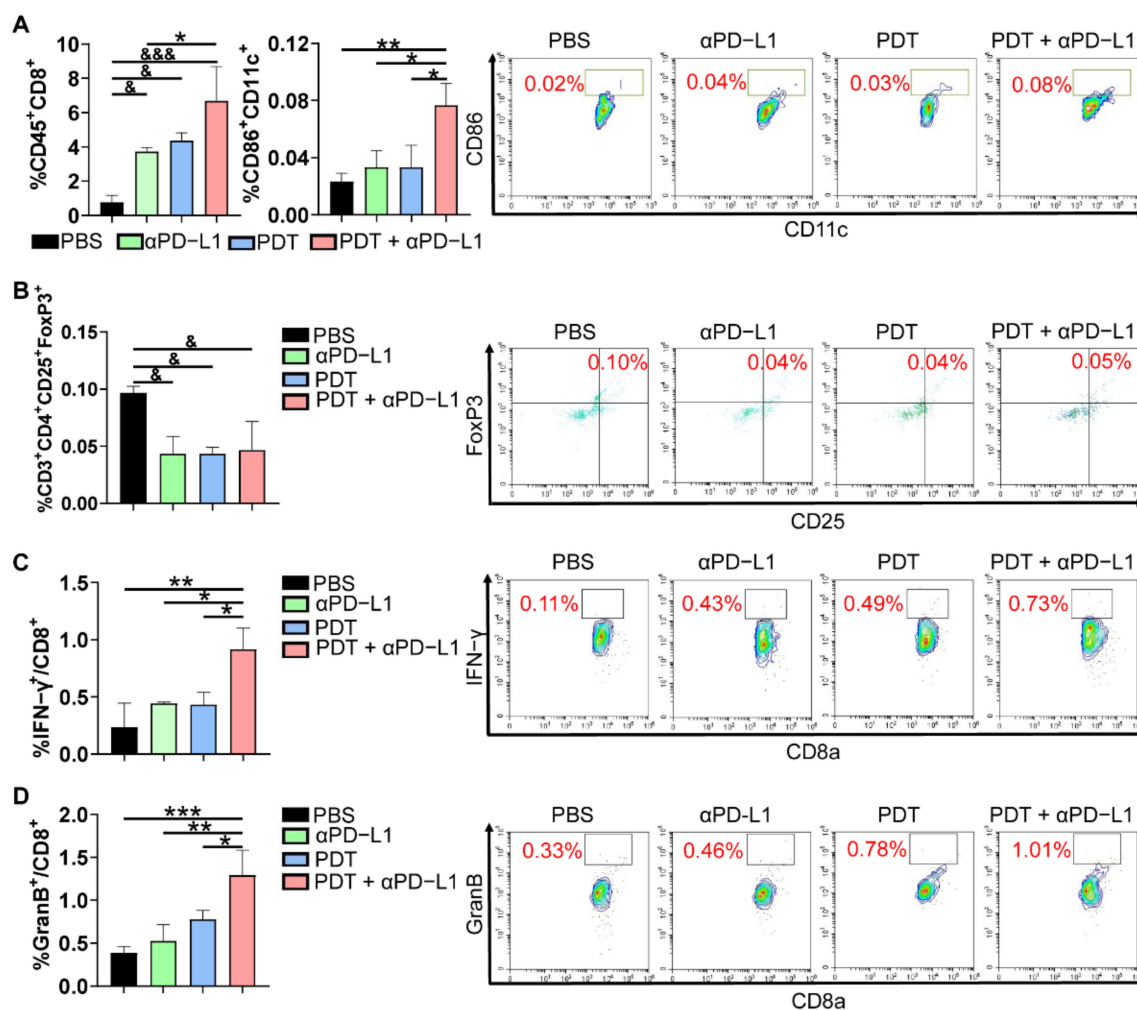 A
%CD45⁺CD8⁺
10
8
6
4
2
0
&
&
&&&
*
%CD86⁺CD11c⁺
0.12
0.08
0.04
0.00
**
*
*
PBS αPD−L1 PDT PDT + αPD−L1
PBS αPD−L1 PDT PDT + αPD−L1
0.02% 0.04% 0.03% 0.08%
CD86
CD11c
B
%CD3⁺CD4⁺CD25⁺FoxP3⁺
0.15
0.10
0.05
0.00
&
&
&
PBS
αPD−L1
PDT
PDT + αPD−L1
PBS αPD−L1 PDT PDT + αPD−L1
0.10% 0.04% 0.04% 0.05%
FoxP3
CD25
C
%IFN−γ⁺/CD8⁺
1.5
1.0
0.5
0.0
**
*
*
PBS
αPD−L1
PDT
PDT + αPD−L1
PBS αPD−L1 PDT PDT + αPD−L1
0.11% 0.43% 0.49% 0.73%
IFN−γ
CD8a
D
%GranB⁺/CD8⁺
2.0
1.5
1.0
0.5
0.0
***
**
*
PBS
αPD−L1
PDT
PDT + αPD−L1
PBS αPD-L1 PDT PDT + αPD−L1
0.33% 0.46% 0.78% 1.01%
GranB
CD8a